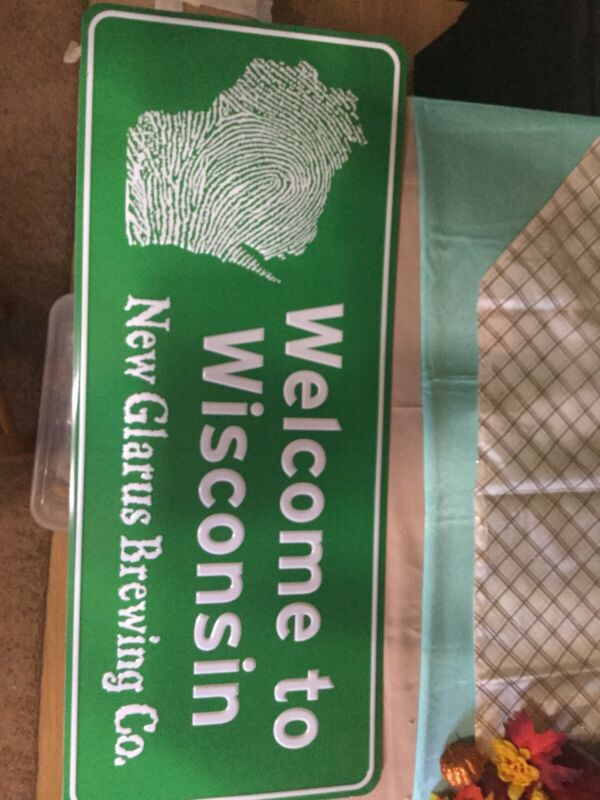 Welcome to
Wisconsin
New Glarus Brewing Co.